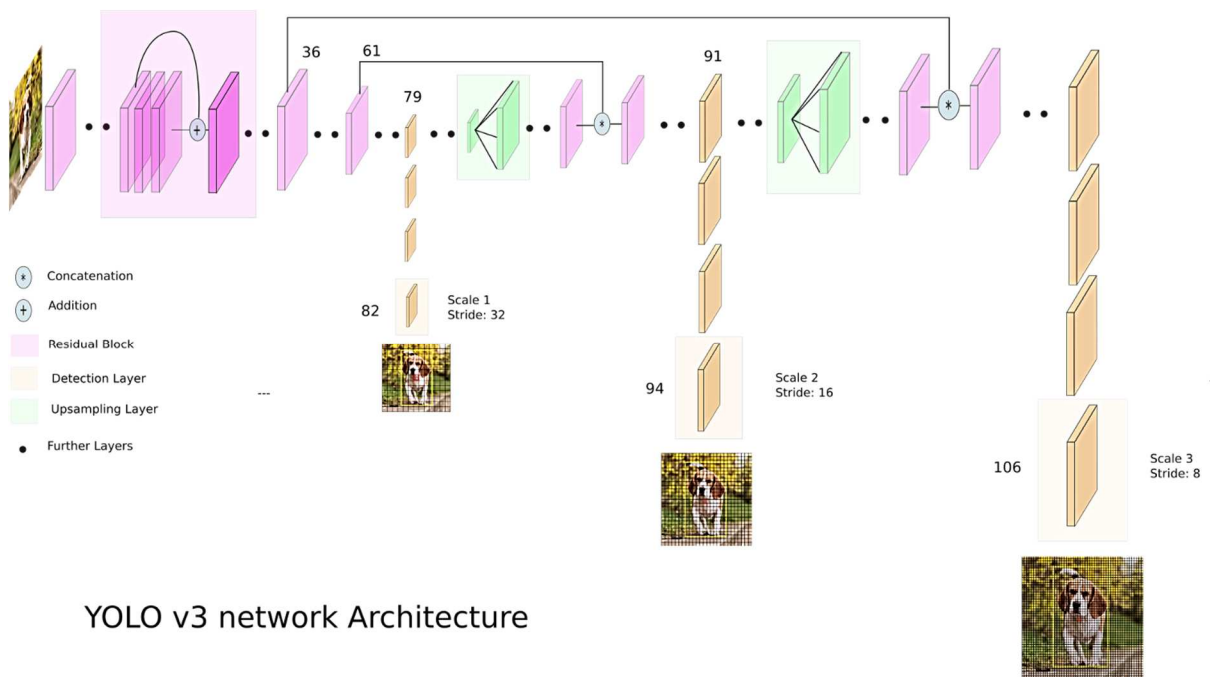 36
61
91
79
Concatenation
Addition
Residual Block
Detection Layer
Upsampling Layer
Further Layers
---
82
Scale 1
Stride: 32
94
Scale 2
Stride: 16
106
Scale 3
Stride: 8
YOLO v3 network Architecture